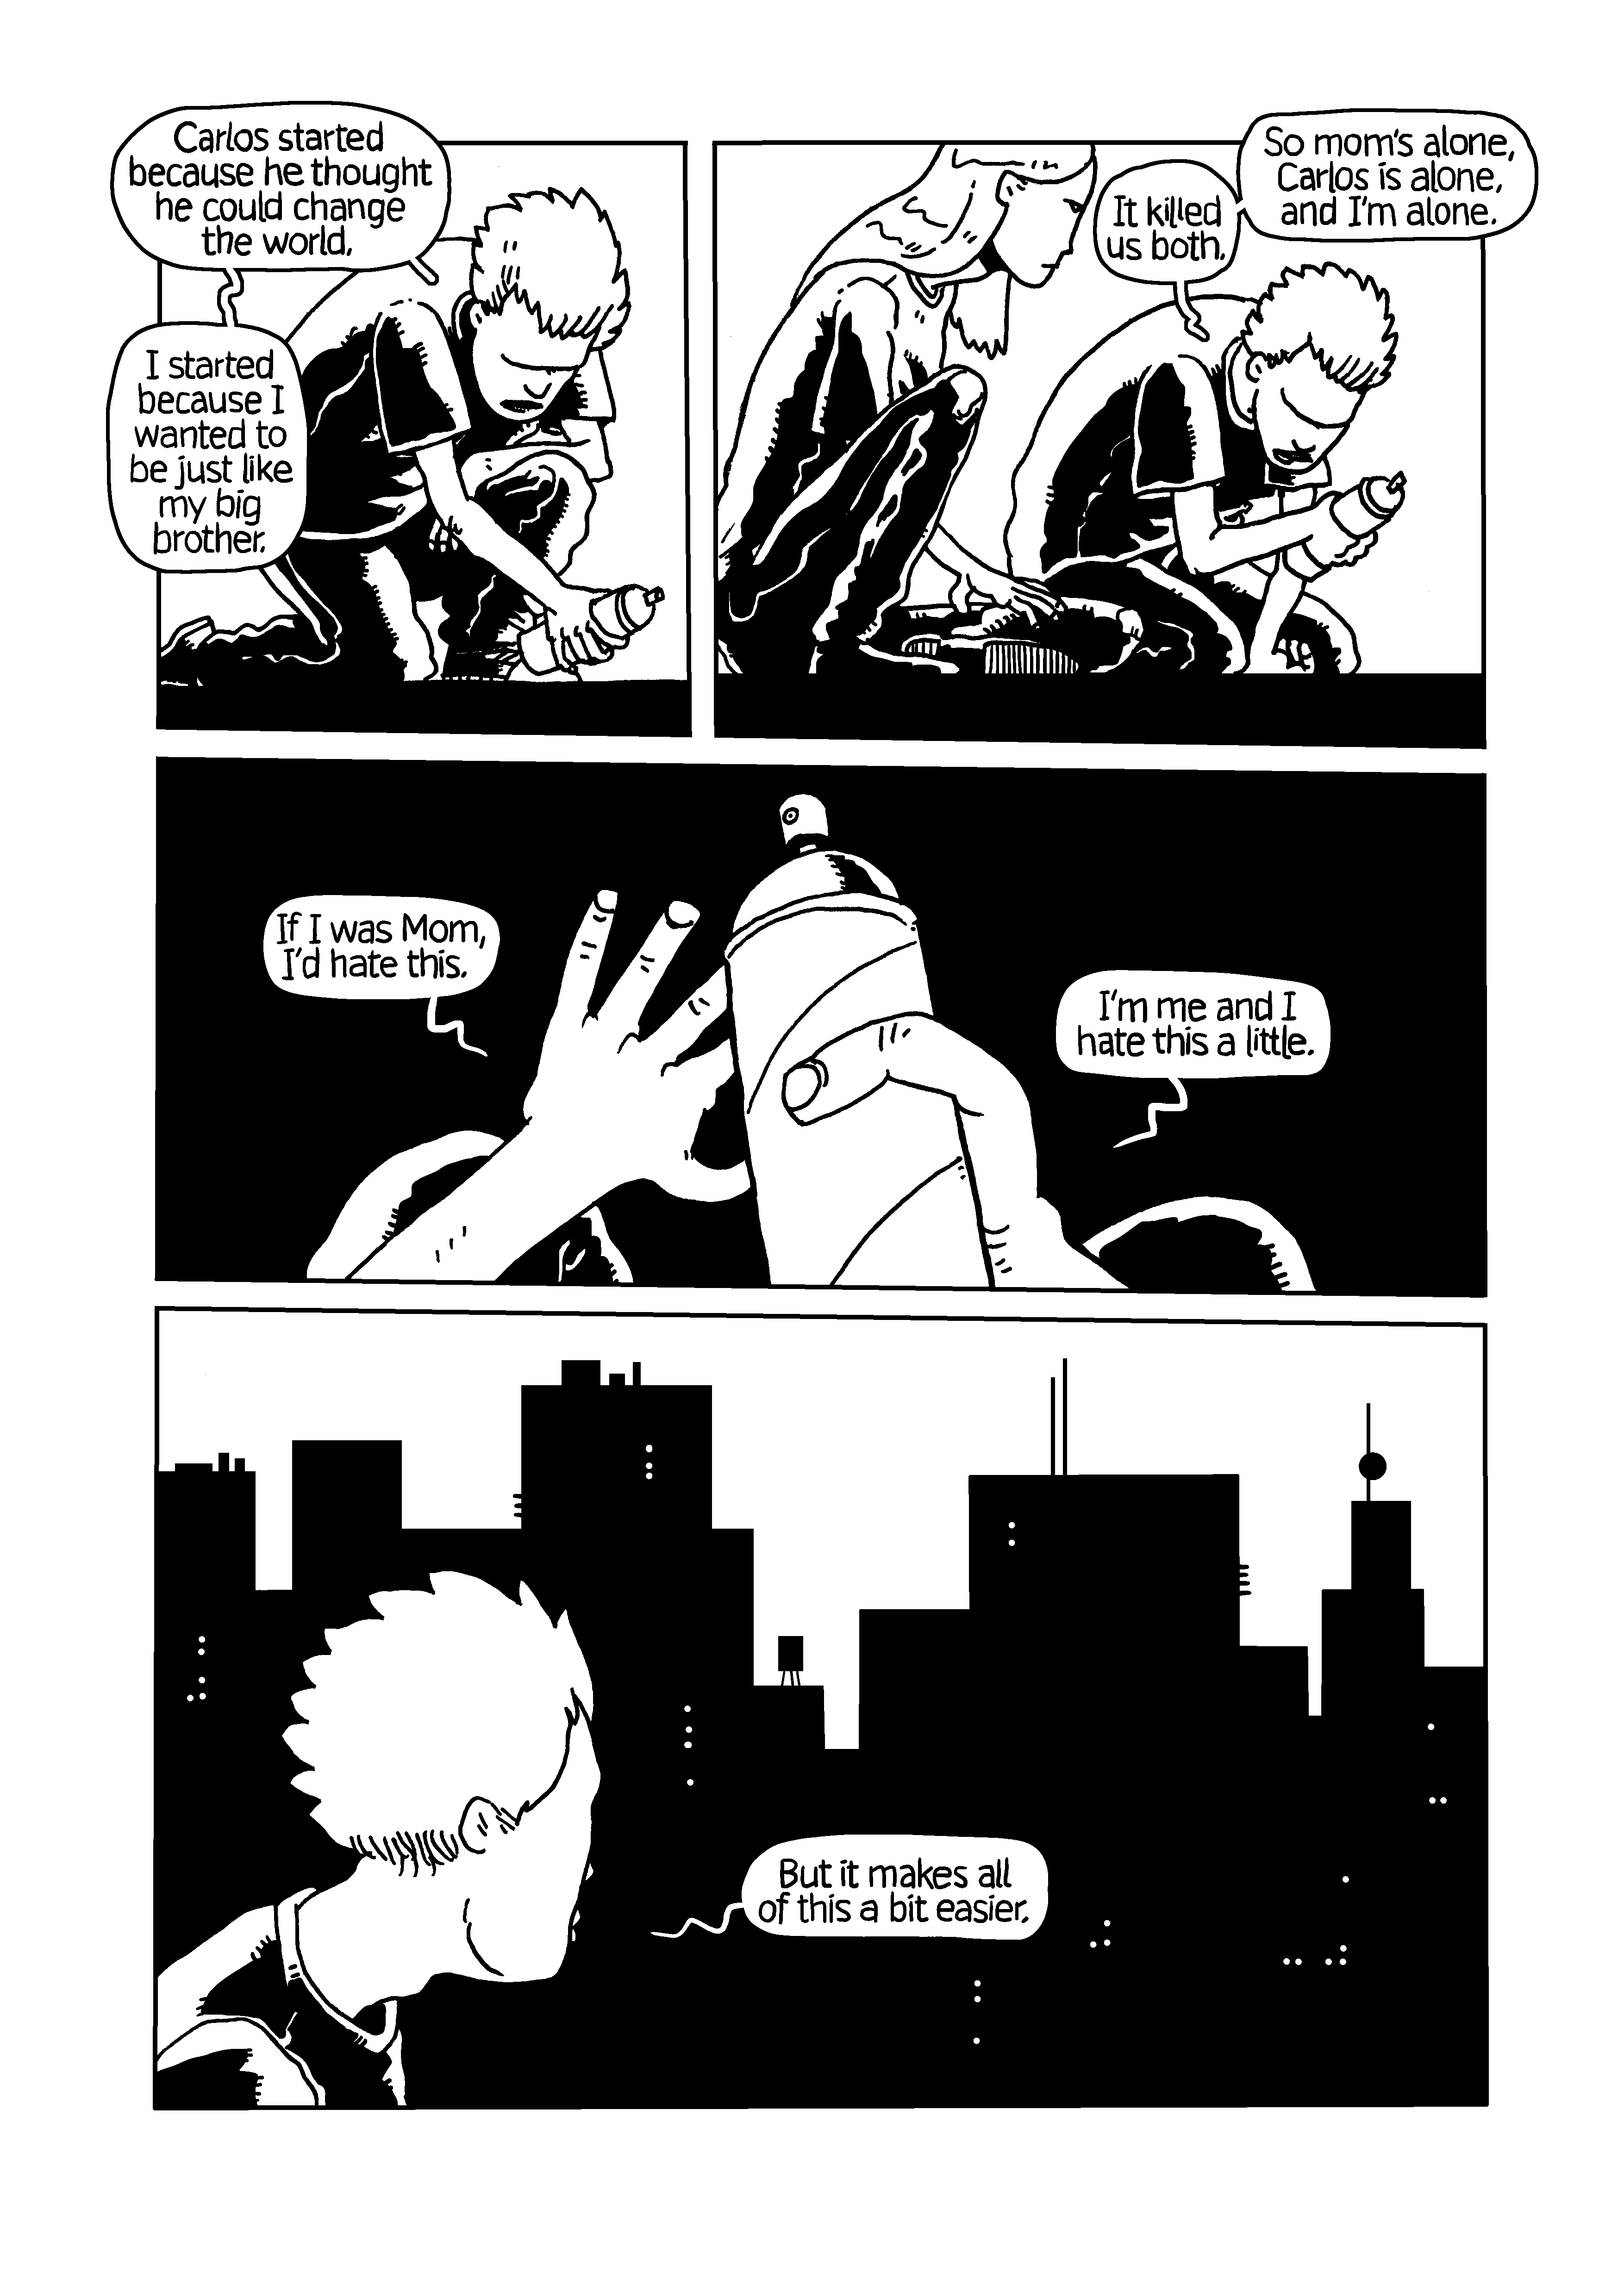 Carlos started
because he thought
he could change
the world.
I started
because I
wanted to
be just like
my big
brother.
It killed
us both.
So mom's alone,
Carlos is alone,
and I'm alone.
If I was Mom,
I'd hate this.
I'm me and I
hate this a little.
But it makes all
of this a bit easier.